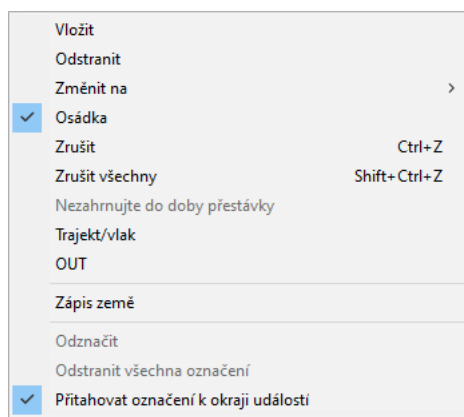 Vložit
Odstranit
Změnit na
Osádka
Zrušit Ctrl+Z
Zrušit všechny Shift+Ctrl+Z
Nezahrnujte do doby přestávky
Trajekt/vlak
OUT
Zápis země
Odznačit
Odstranit všechna označení
Přitahovat označení k okraji událostí